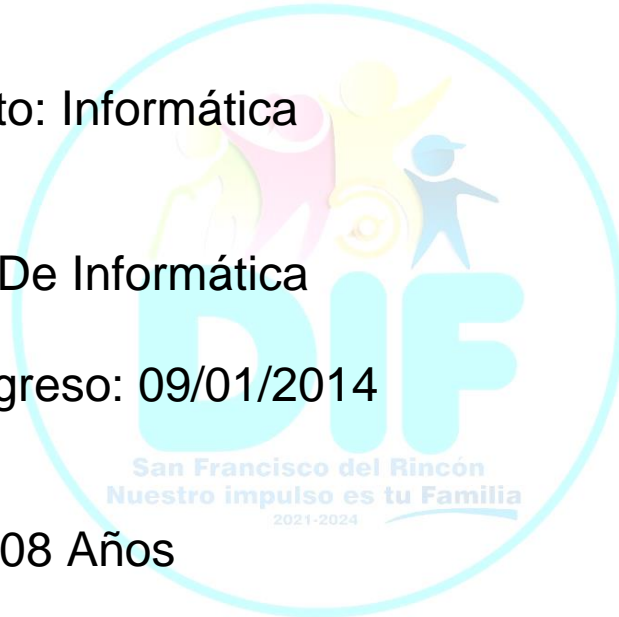 to: Informática
De Informática
greso: 09/01/2014
DIF
San Francisco del Rincón
Nuestro impulso es tu Familia
2021-2024
08 Años